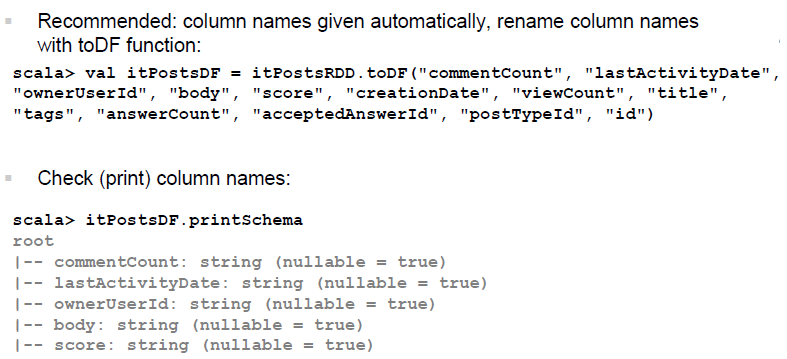 Recommended: column names given automatically, rename column names
with toDF function:
scala> val itPostsDF = itPostsRDD.toDF("commentCount", "lastActivityDate",
"ownerUserId", "body", "score", "creationDate", "viewCount", "title",
"tags", "answerCount", "acceptedAnswerId", "postTypeId", "id")
Check (print) column names:
scala> itPostsDF.printSchema
root
|-- commentCount: string (nullable = true)
|-- lastActivityDate: string (nullable = true)
|-- ownerUserId: string (nullable = true)
|-- body: string (nullable = true)
|-- score: string (nullable = true)